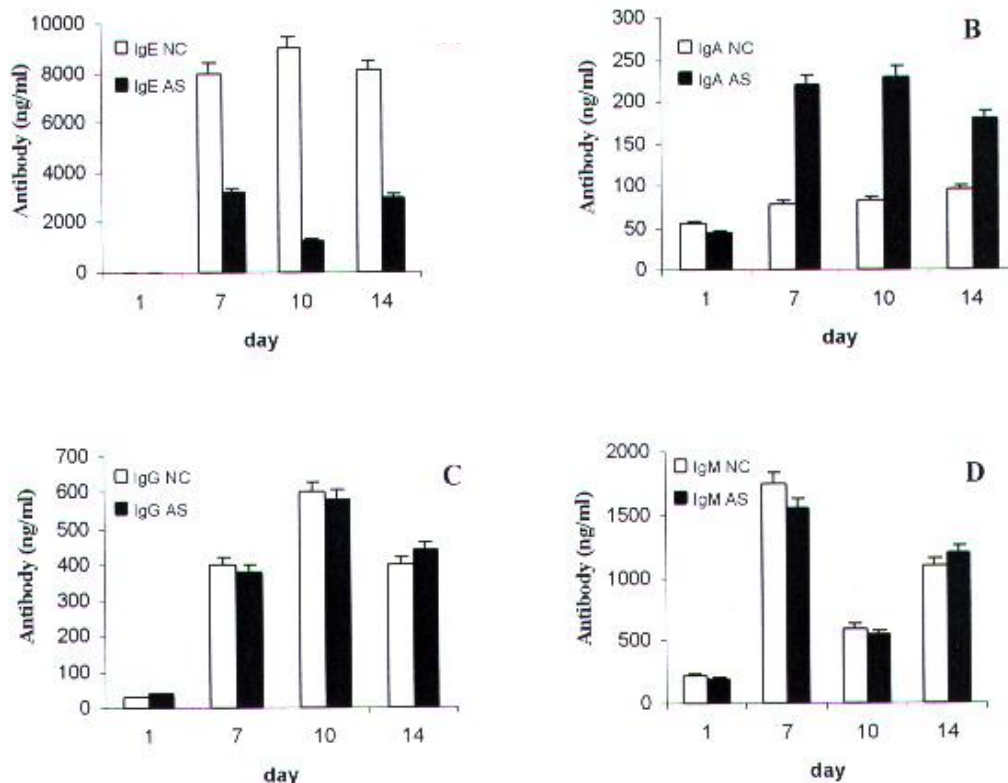 10000
8000
6000
4000
2000
0
Antibody (ng/ml)
IgE NC
IgE AS
1 7 10 14
day
B
300
250
200
150
100
50
0
Antibody (ng/ml)
IgA NC
IgA AS
1 7 10 14
day
C
700
600
500
400
300
200
100
0
Antibody (ng/ml)
IgG NC
IgG AS
1 7 10 14
day
D
2000
1500
1000
500
0
Antibody (ng/ml)
IgM NC
IgM AS
1 7 10 14
day